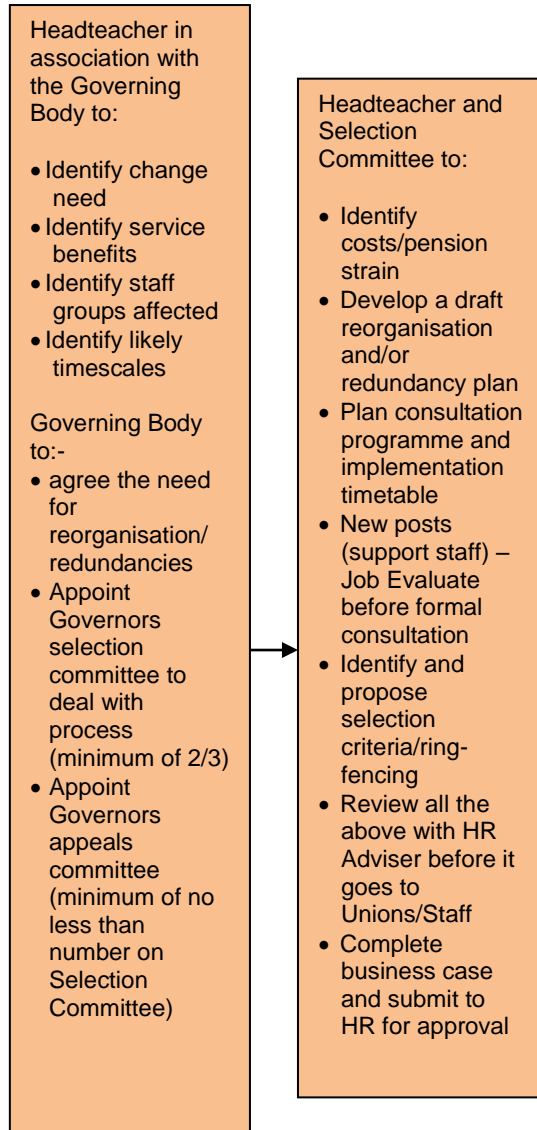 Headteacher in
association with
the Governing
Body to:
• Identify change
need
• Identify service
benefits
• Identify staff
groups affected
• Identify likely
timescales
Governing Body
to:-
• agree the need
for
reorganisation/
redundancies
• Appoint
Governors
selection
committee to
deal with
process
(minimum of 2/3)
• Appoint
Governors
appeals
committee
(minimum of no
less than
number on
Selection
Committee)
Headteacher and
Selection
Committee to:
• Identify
costs/pension
strain
• Develop a draft
reorganisation
and/or
redundancy plan
• Plan consultation
programme and
implementation
timetable
• New posts
(support staff) –
Job Evaluate
before formal
consultation
• Identify and
propose
selection
criteria/ring-
fencing
• Review all the
above with HR
Adviser before it
goes to
Unions/Staff
• Complete
business case
and submit to
HR for approval